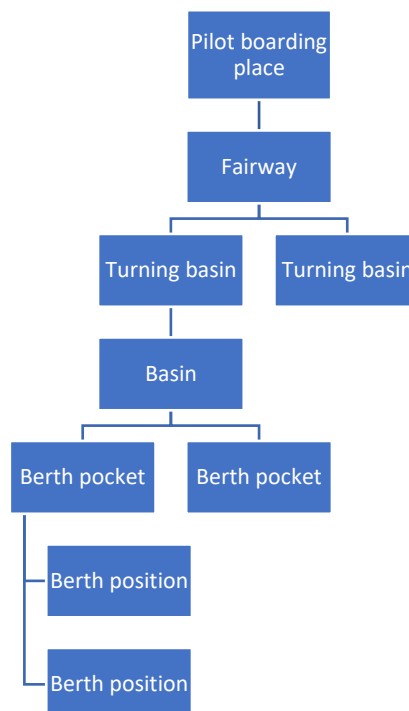 Pilot boarding
place
Fairway
Turning basin
Turning basin
Basin
Berth pocket
Berth pocket
Berth position
Berth position